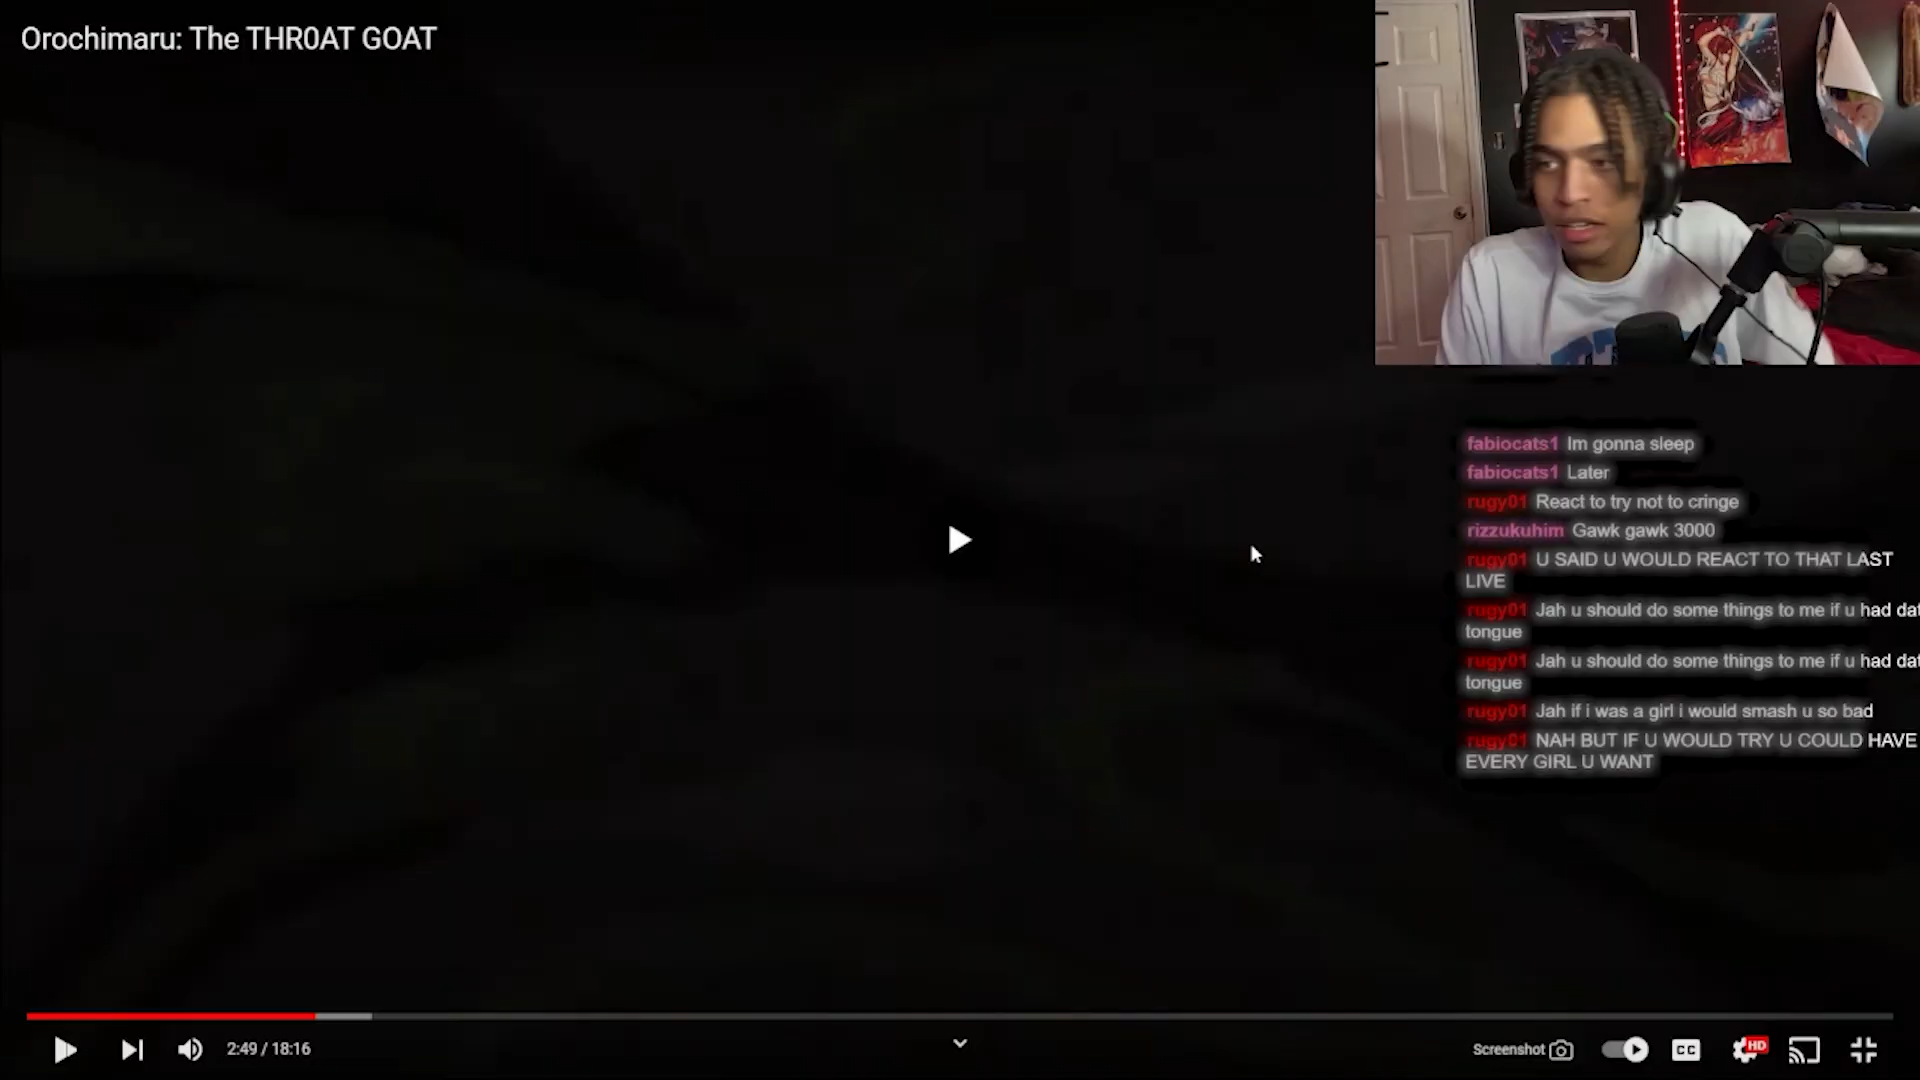 Orochimaru: The THR0AT GOAT
fabiocats1 Im gonna sleep
fabiocats1 Later
rugy01 React to try not to cringe
rizzukuhim Gawk gawk 3000
rugy01 U SAID U WOULD REACT TO THAT LAST
LIVE
rugy01 Jah u should do some things to me if u had dat
tongue
rugy01 Jah u should do some things to me if u had dat
tongue
rugy01 Jah if i was a girl i would smash u so bad
rugy01 NAH BUT IF U WOULD TRY U COULD HAVE
EVERY GIRL U WANT
2:49 / 18:16
Screenshot
CC
HD